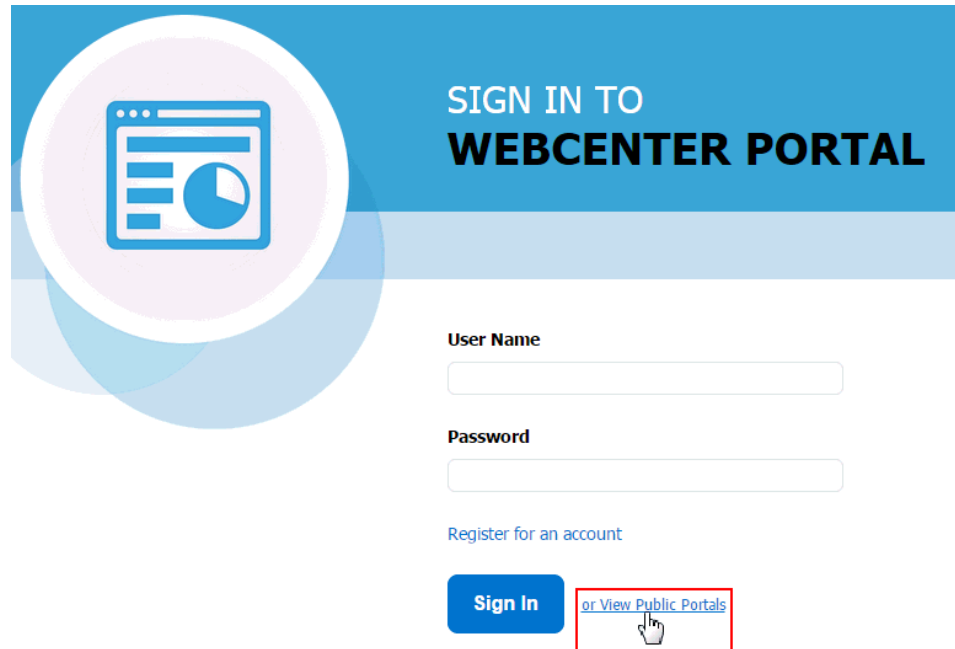 SIGN IN TO
WEBCENTER PORTAL
User Name
Password
Register for an account
Sign In
or View Public Portals